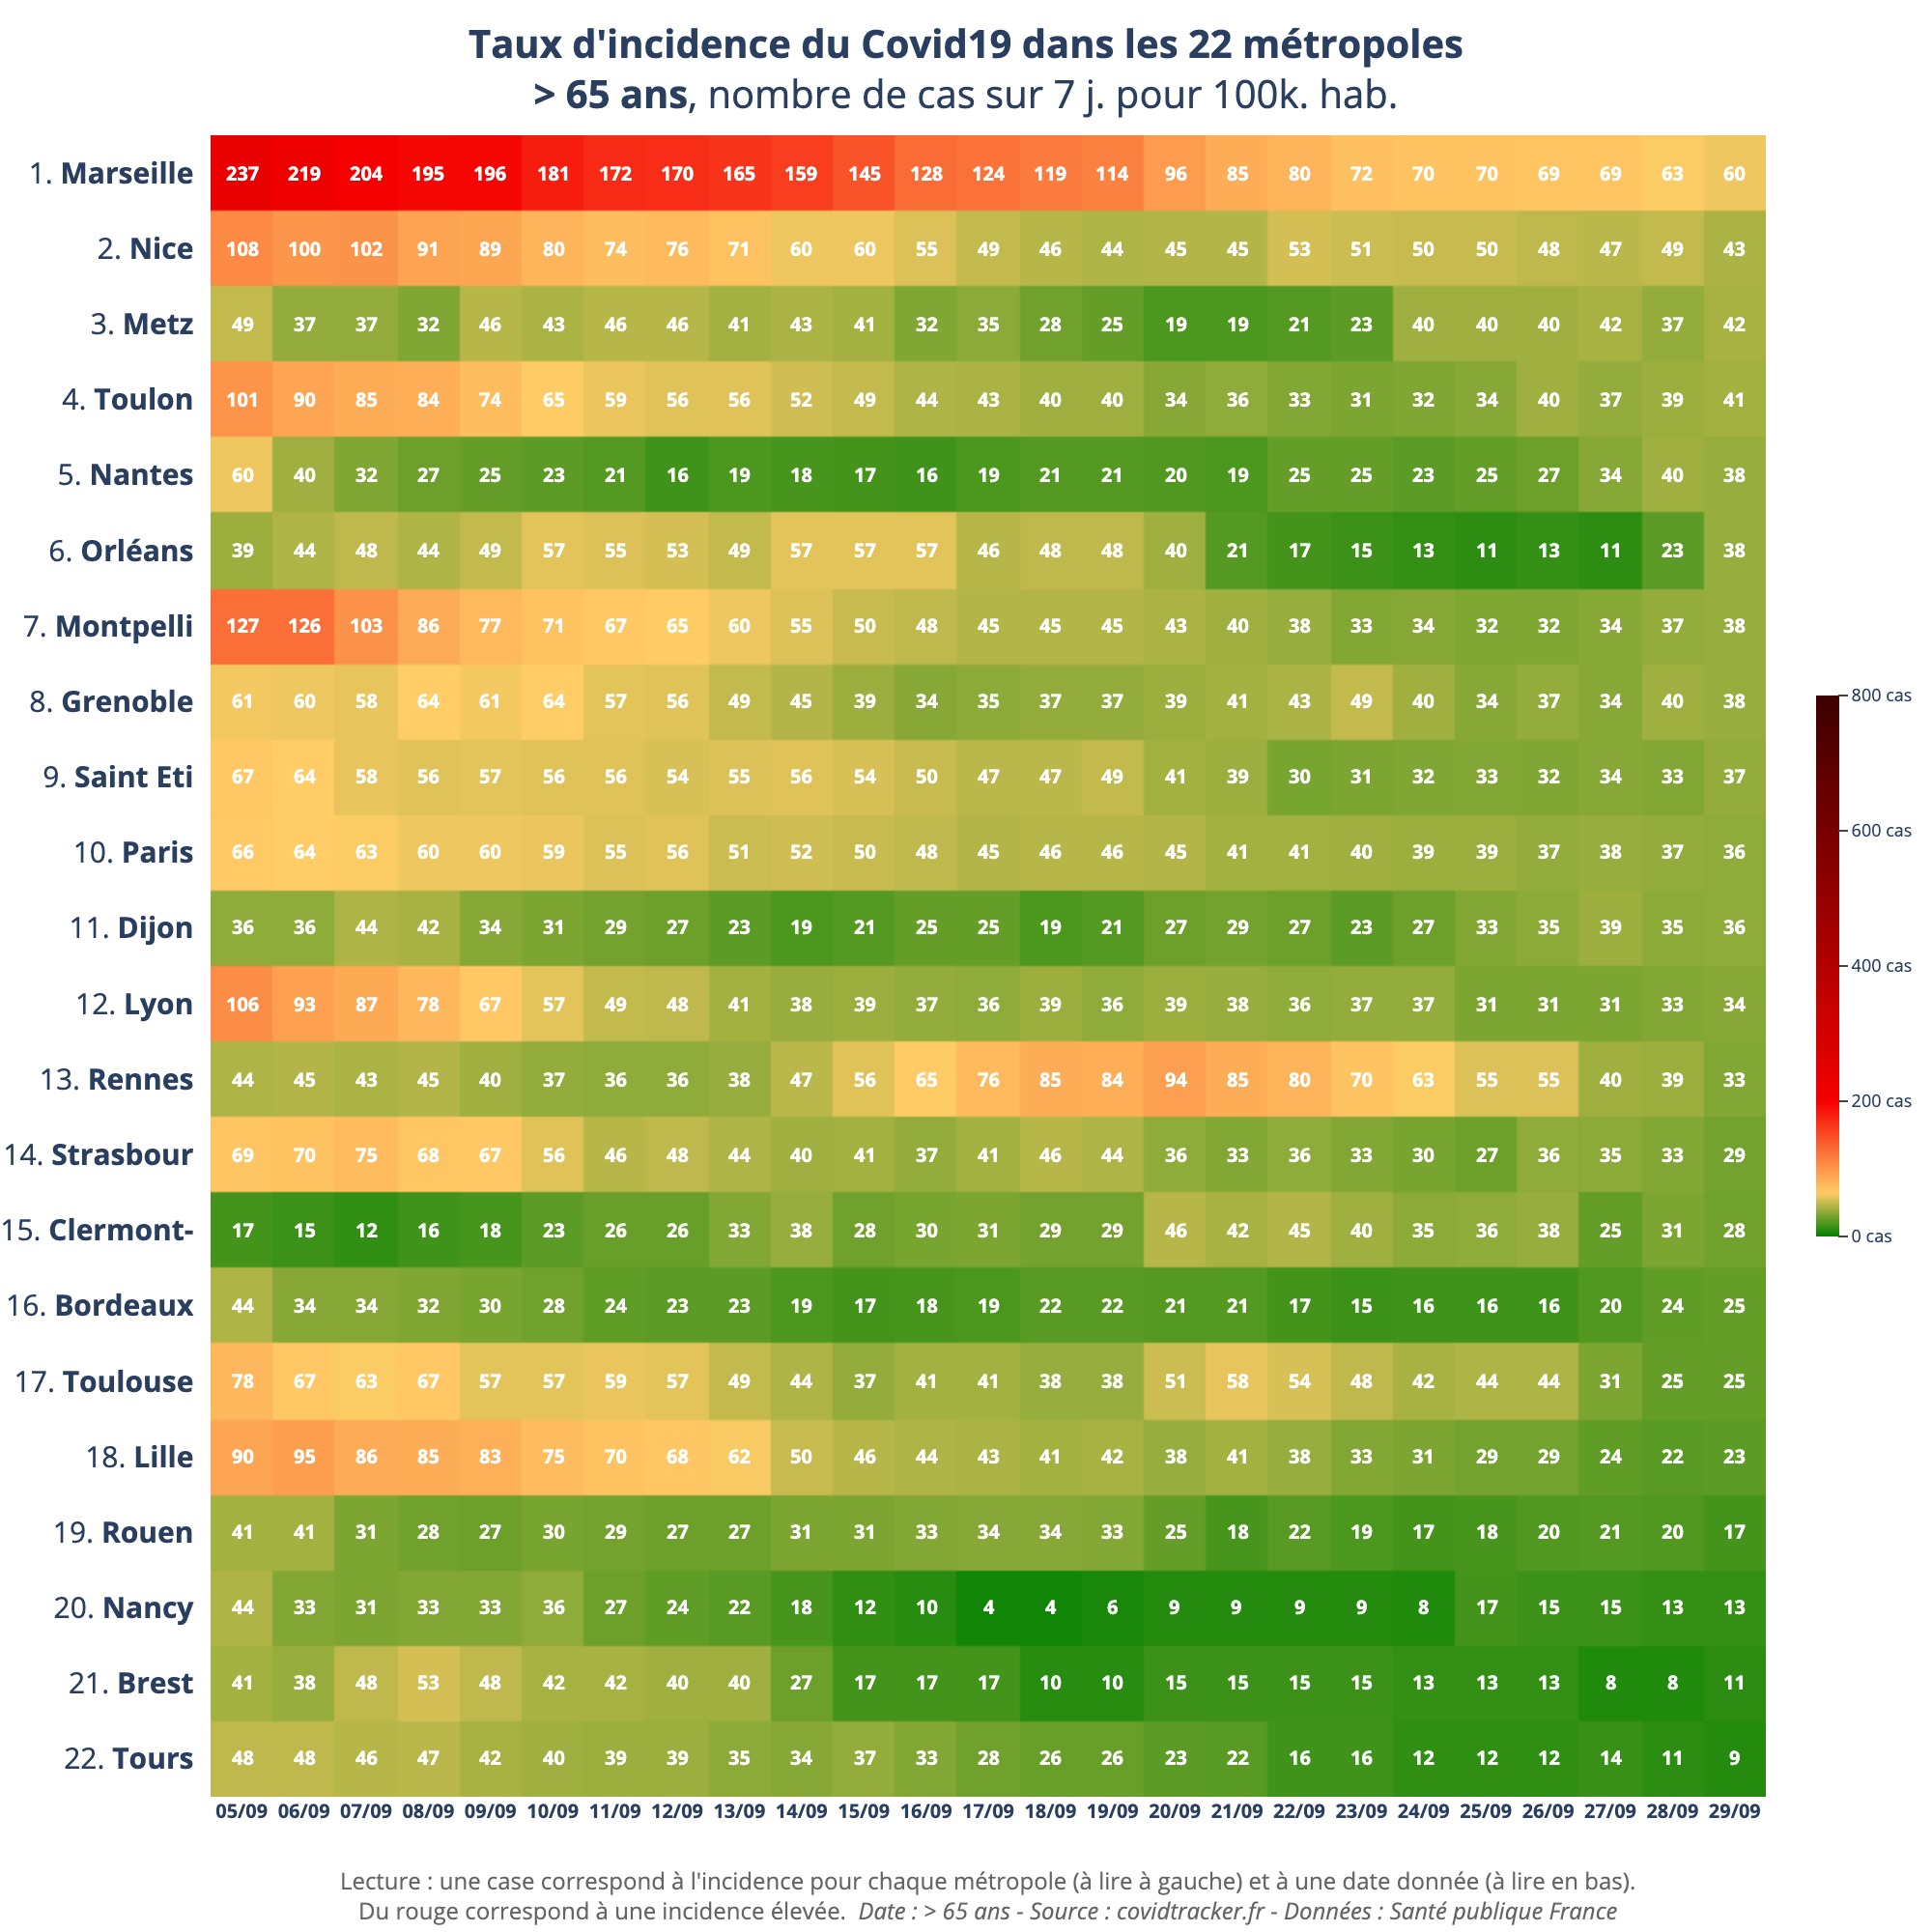 Taux d'incidence du Covid19 dans les 22 métropoles
> 65 ans, nombre de cas sur 7 j. pour 100k. hab.
1. Marseille 237 219 204 195 196 181 172 170 165 159 145 128 124 119 114 96 85 80 72 70 70 69 69 63 60
2. Nice 108 100 102 91 89 80 74 76 71 60 60 55 49 46 44 45 45 53 51 50 50 48 47 49 43
3. Metz 49 37 37 32 46 43 46 46 41 43 41 32 35 28 25 19 19 21 23 40 40 40 42 37 42
4. Toulon 101 90 85 84 74 65 59 56 56 52 49 44 43 40 40 34 36 33 31 32 34 40 37 39 41
5. Nantes 60 40 32 27 25 23 21 16 19 18 17 16 19 21 21 20 19 25 25 23 25 27 34 40 38
6. Orléans 39 44 48 44 49 57 55 53 49 57 57 57 46 48 48 40 21 17 15 13 11 13 11 23 38
7. Montpelli 127 126 103 86 77 71 67 65 60 55 50 48 45 45 45 43 40 38 33 34 32 32 34 37 38
8. Grenoble 61 60 58 64 61 64 57 56 49 45 39 34 35 37 37 39 41 43 49 40 34 37 34 40 38
9. Saint Eti 67 64 58 56 57 56 56 54 55 56 54 50 47 47 49 41 39 30 31 32 33 32 34 33 37
10. Paris 66 64 63 60 60 59 55 56 51 52 50 48 45 46 46 45 41 41 40 39 39 37 38 37 36
11. Dijon 36 36 44 42 34 31 29 27 23 19 21 25 25 19 21 27 29 27 23 27 33 35 39 35 36
12. Lyon 106 93 87 78 67 57 49 48 41 38 39 37 36 39 36 39 38 36 37 37 31 31 31 33 34
13. Rennes 44 45 43 45 40 37 36 36 38 47 56 65 76 85 84 94 85 80 70 63 55 55 40 39 33
14. Strasbour 69 70 75 68 67 56 46 48 44 40 41 37 41 46 44 36 33 36 33 30 27 36 35 33 29
15. Clermont- 17 15 12 16 18 23 26 26 33 38 28 30 31 29 29 46 42 45 40 35 36 38 25 31 28
16. Bordeaux 44 34 34 32 30 28 24 23 23 19 17 18 19 22 22 21 21 17 15 16 16 16 20 24 25
17. Toulouse 78 67 63 67 57 57 59 57 49 44 37 41 41 38 38 51 58 54 48 42 44 44 31 25 25
18. Lille 90 95 86 85 83 75 70 68 62 50 46 44 43 41 42 38 41 38 33 31 29 29 24 22 23
19. Rouen 41 41 31 28 27 30 29 27 27 31 31 33 34 34 33 25 18 22 19 17 18 20 21 20 17
20. Nancy 44 33 31 33 33 36 27 24 22 18 12 10 4 4 6 9 9 9 9 8 17 15 15 13 13
21. Brest 41 38 48 53 48 42 42 40 40 27 17 17 17 10 10 15 15 15 15 13 13 13 8 8 11
22. Tours 48 48 46 47 42 40 39 39 35 34 37 33 28 26 26 23 22 16 16 12 12 12 14 11 9
05/09 06/09 07/09 08/09 09/09 10/09 11/09 12/09 13/09 14/09 15/09 16/09 17/09 18/09 19/09 20/09 21/09 22/09 23/09 24/09 25/09 26/09 27/09 28/09 29/09
800 cas
600 cas
400 cas
200 cas
0 cas
Lecture : une case correspond à l'incidence pour chaque métropole (à lire à gauche) et à une date donnée (à lire en bas).
Du rouge correspond à une incidence élevée. Date : > 65 ans - Source : covidtracker.fr - Données : Santé publique France